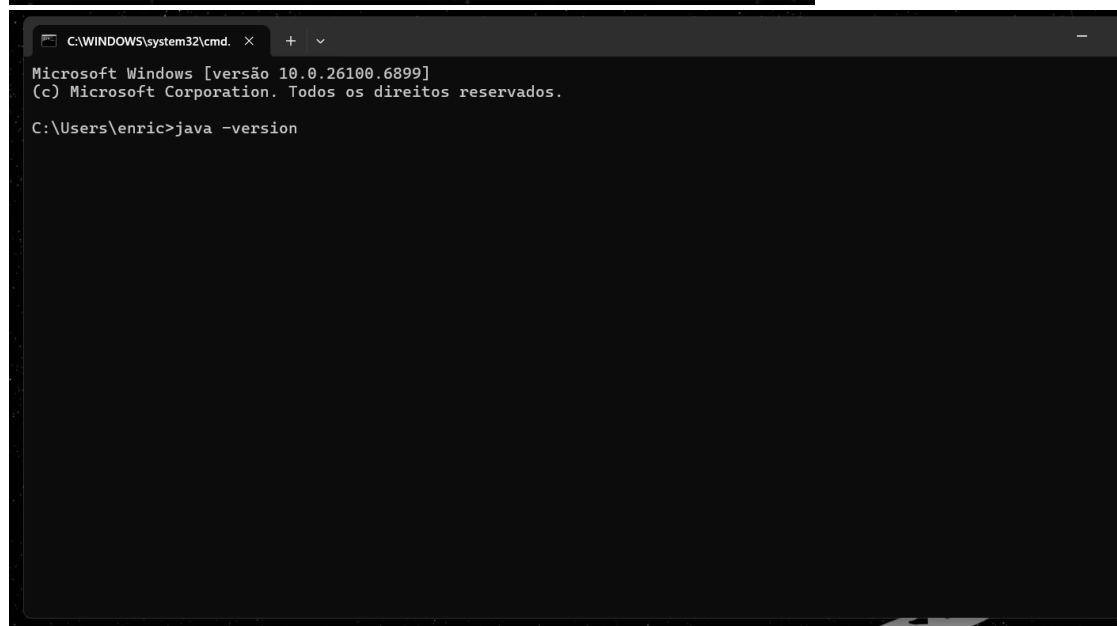 C:\WINDOWS\system32\cmd.
Microsoft Windows [versão 10.0.26100.6899]
(c) Microsoft Corporation. Todos os direitos reservados.
C:\Users\enric>java -version